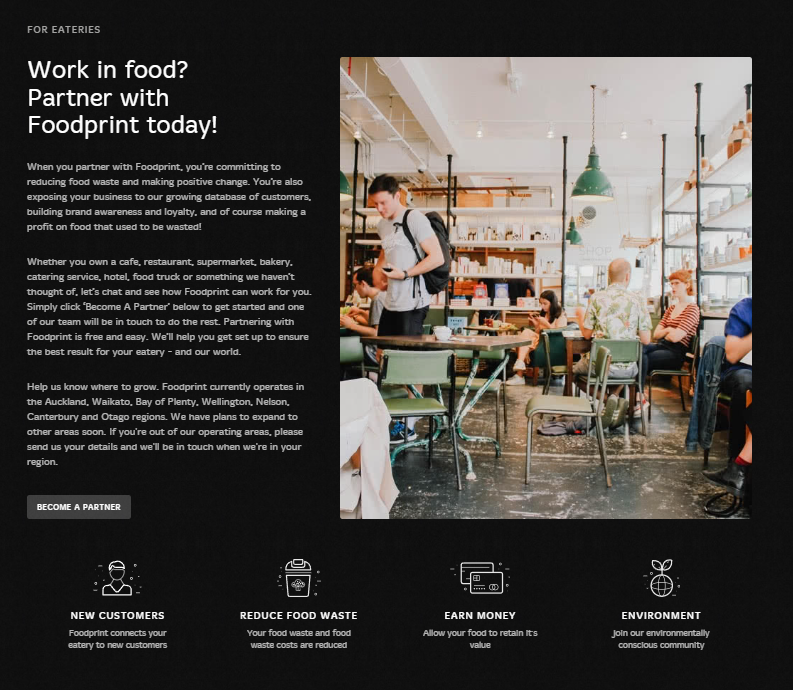 FOR EATERIES
Work in food?
Partner with
Foodprint today!
When you partner with Foodprint, you're committing to
reducing food waste and making positive change. You're also
exposing your business to our growing database of customers,
building brand awareness and loyalty, and of course making a
profit on food that used to be wasted!
Whether you own a cafe, restaurant, supermarket, bakery,
catering service, hotel, food truck or something we haven't
thought of, let's chat and see how Foodprint can work for you.
Simply click 'Become A Partner' below to get started and one
of our team will be in touch to do the rest. Partnering with
Foodprint is free and easy. We'll help you get set up to ensure
the best result for your eatery - and our world.
Help us know where to grow. Foodprint currently operates in
the Auckland, Waikato, Bay of Plenty, Wellington, Nelson,
Canterbury and Otago regions. We have plans to expand to
other areas soon. If you're out of our operating areas, please
send us your details and we'll be in touch when we're in your
region.
BECOME A PARTNER
SHOP
NEW CUSTOMERS
Foodprint connects your
eatery to new customers
REDUCE FOOD WASTE
Your food waste and food
waste costs are reduced
EARN MONEY
Allow your food to retain it's
value
ENVIRONMENT
Join our environmentally
conscious community